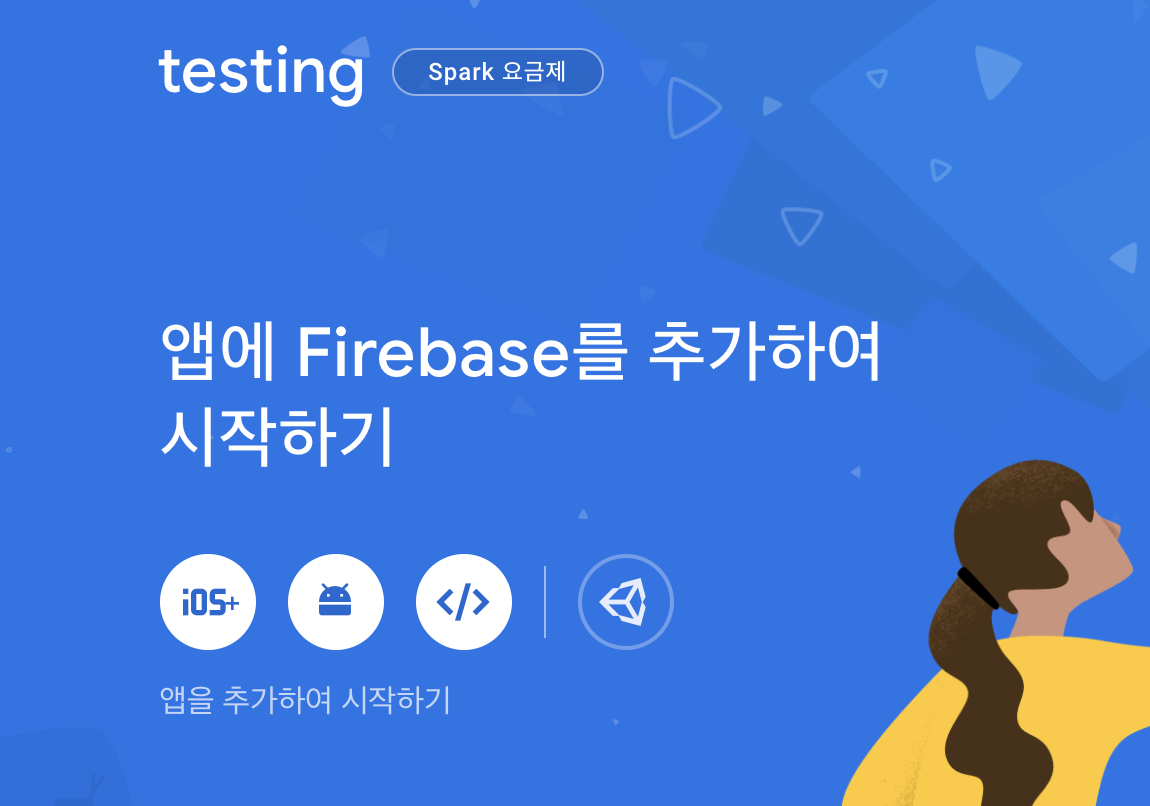 testing
Spark 요금제
앱에 Firebase를 추가하여
시작하기
iOS+
</>
앱을 추가하여 시작하기